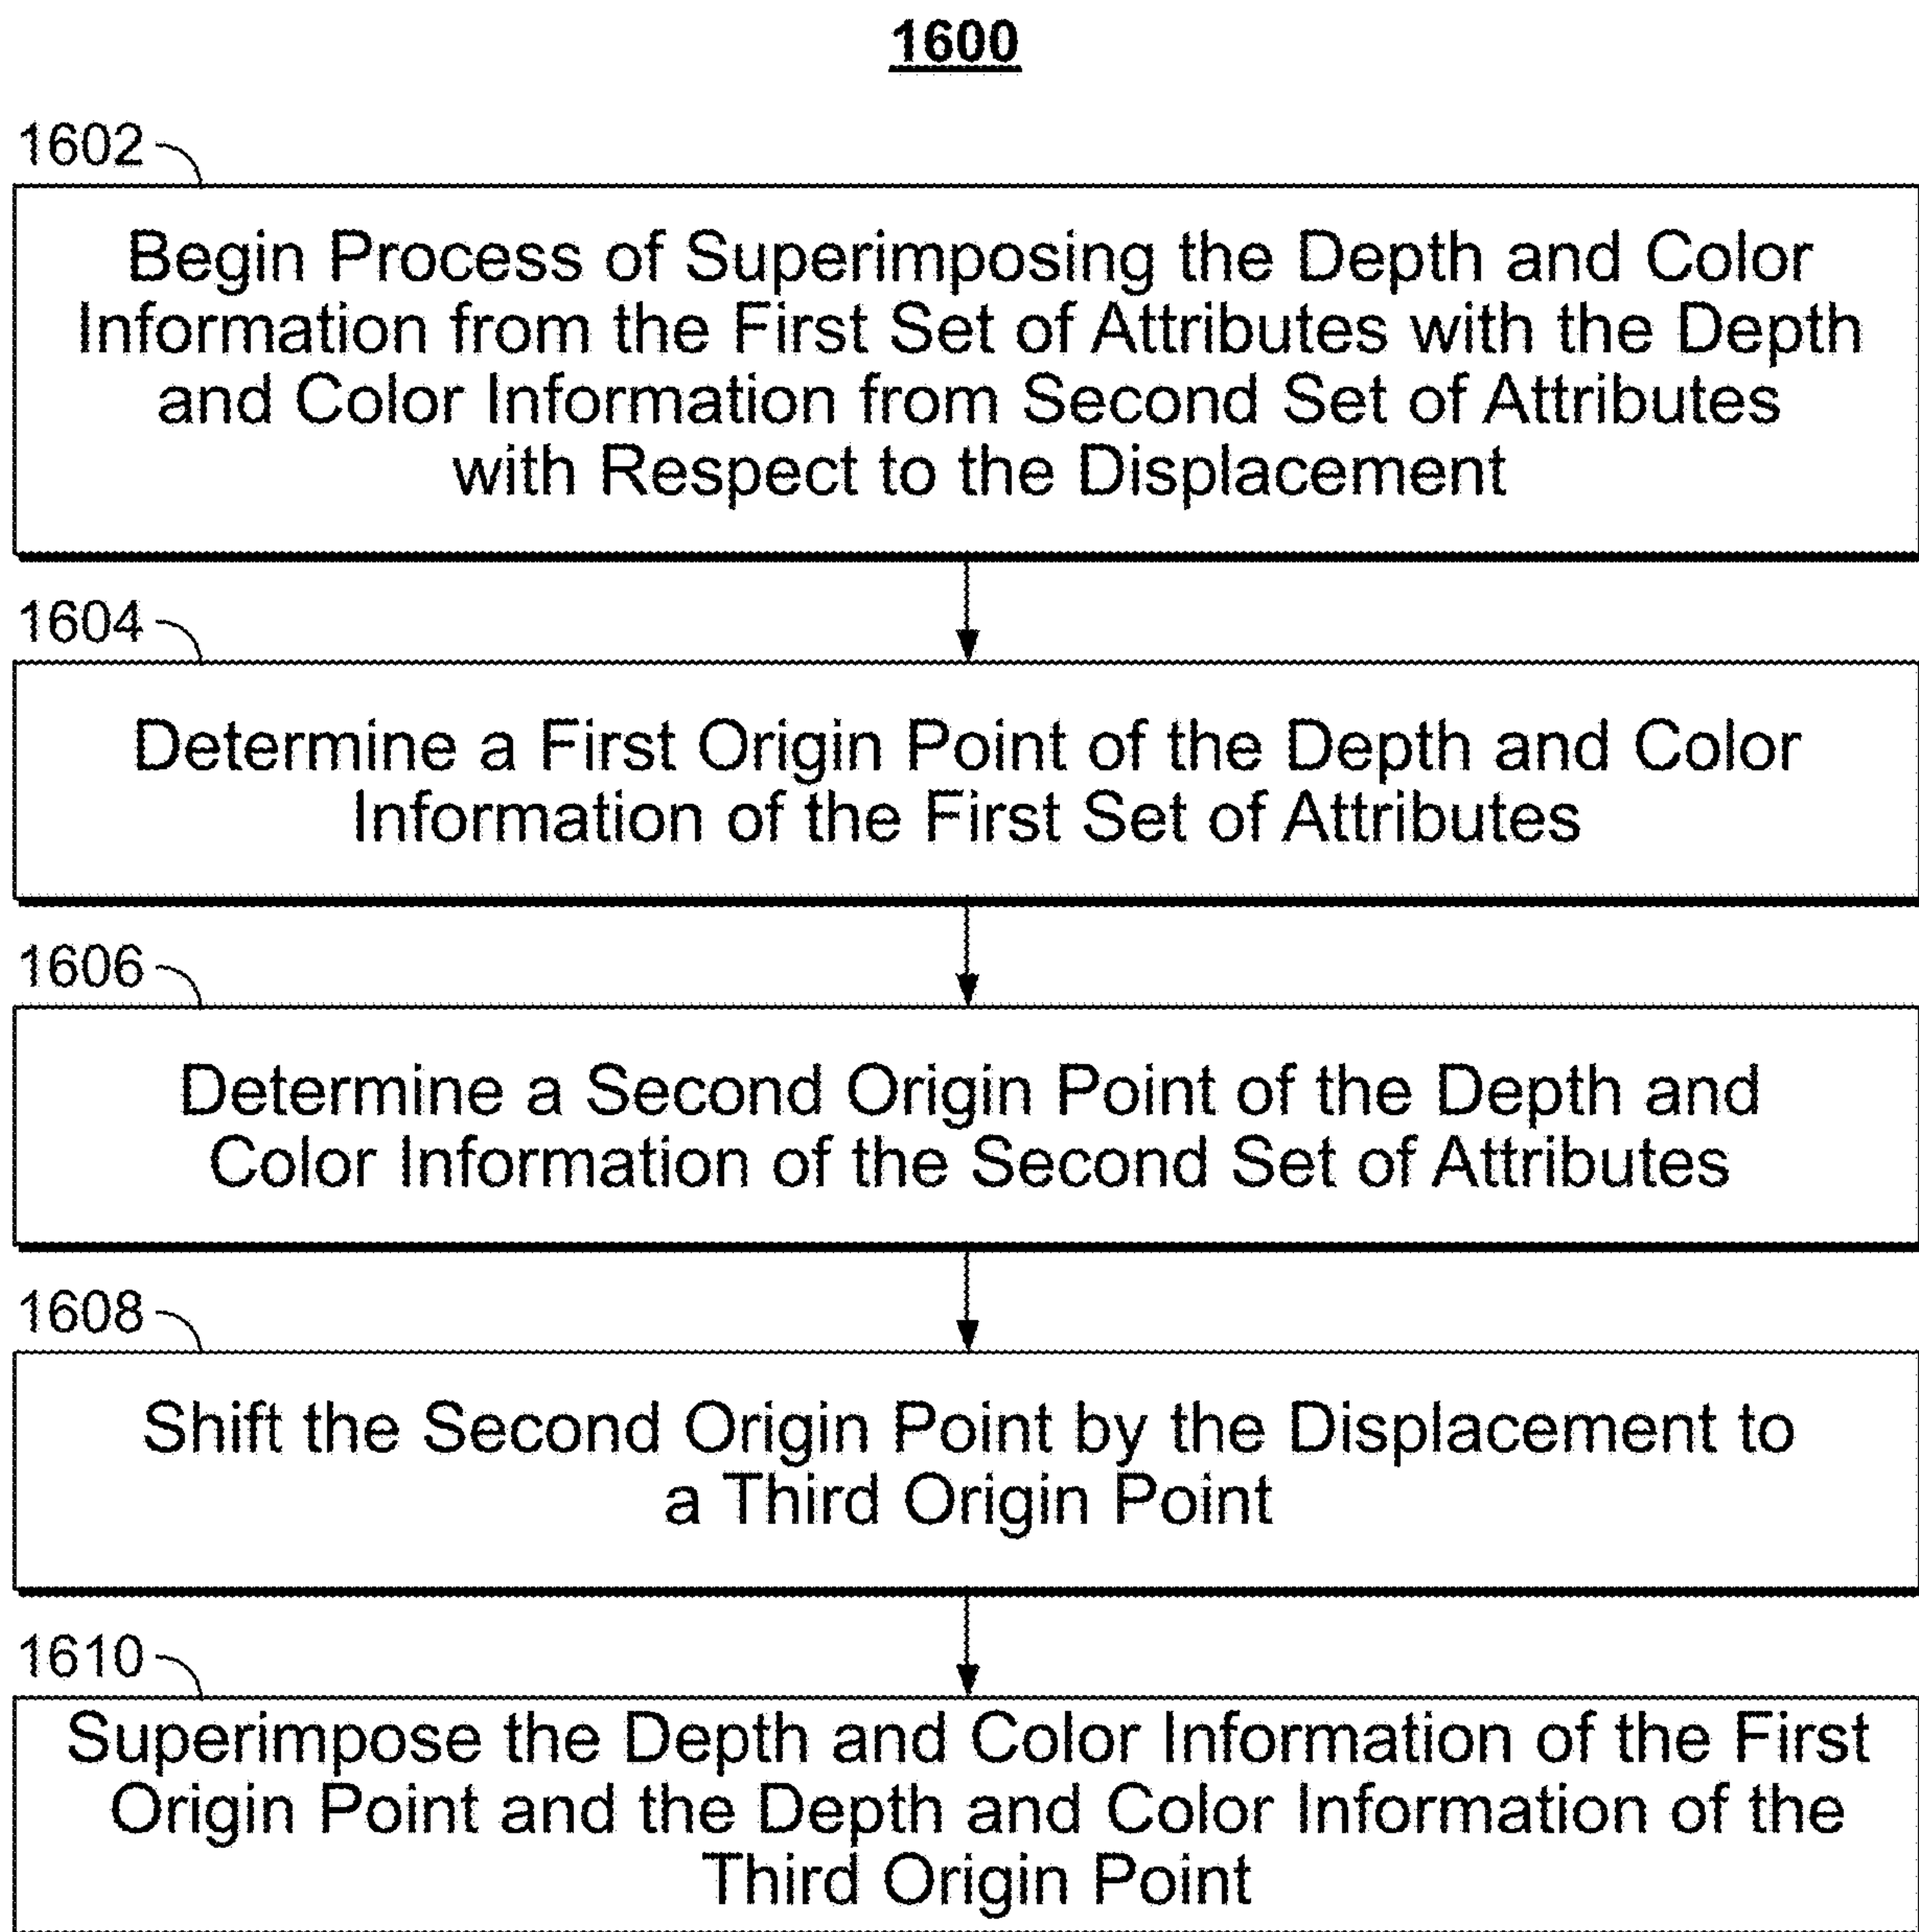 1600
1602
Begin Process of Superimposing the Depth and Color
Information from the First Set of Attributes with the Depth
and Color Information from Second Set of Attributes
with Respect to the Displacement
1604
Determine a First Origin Point of the Depth and Color
Information of the First Set of Attributes
1606
Determine a Second Origin Point of the Depth and
Color Information of the Second Set of Attributes
1608
Shift the Second Origin Point by the Displacement to
a Third Origin Point
1610
Superimpose the Depth and Color Information of the First
Origin Point and the Depth and Color Information of the
Third Origin Point